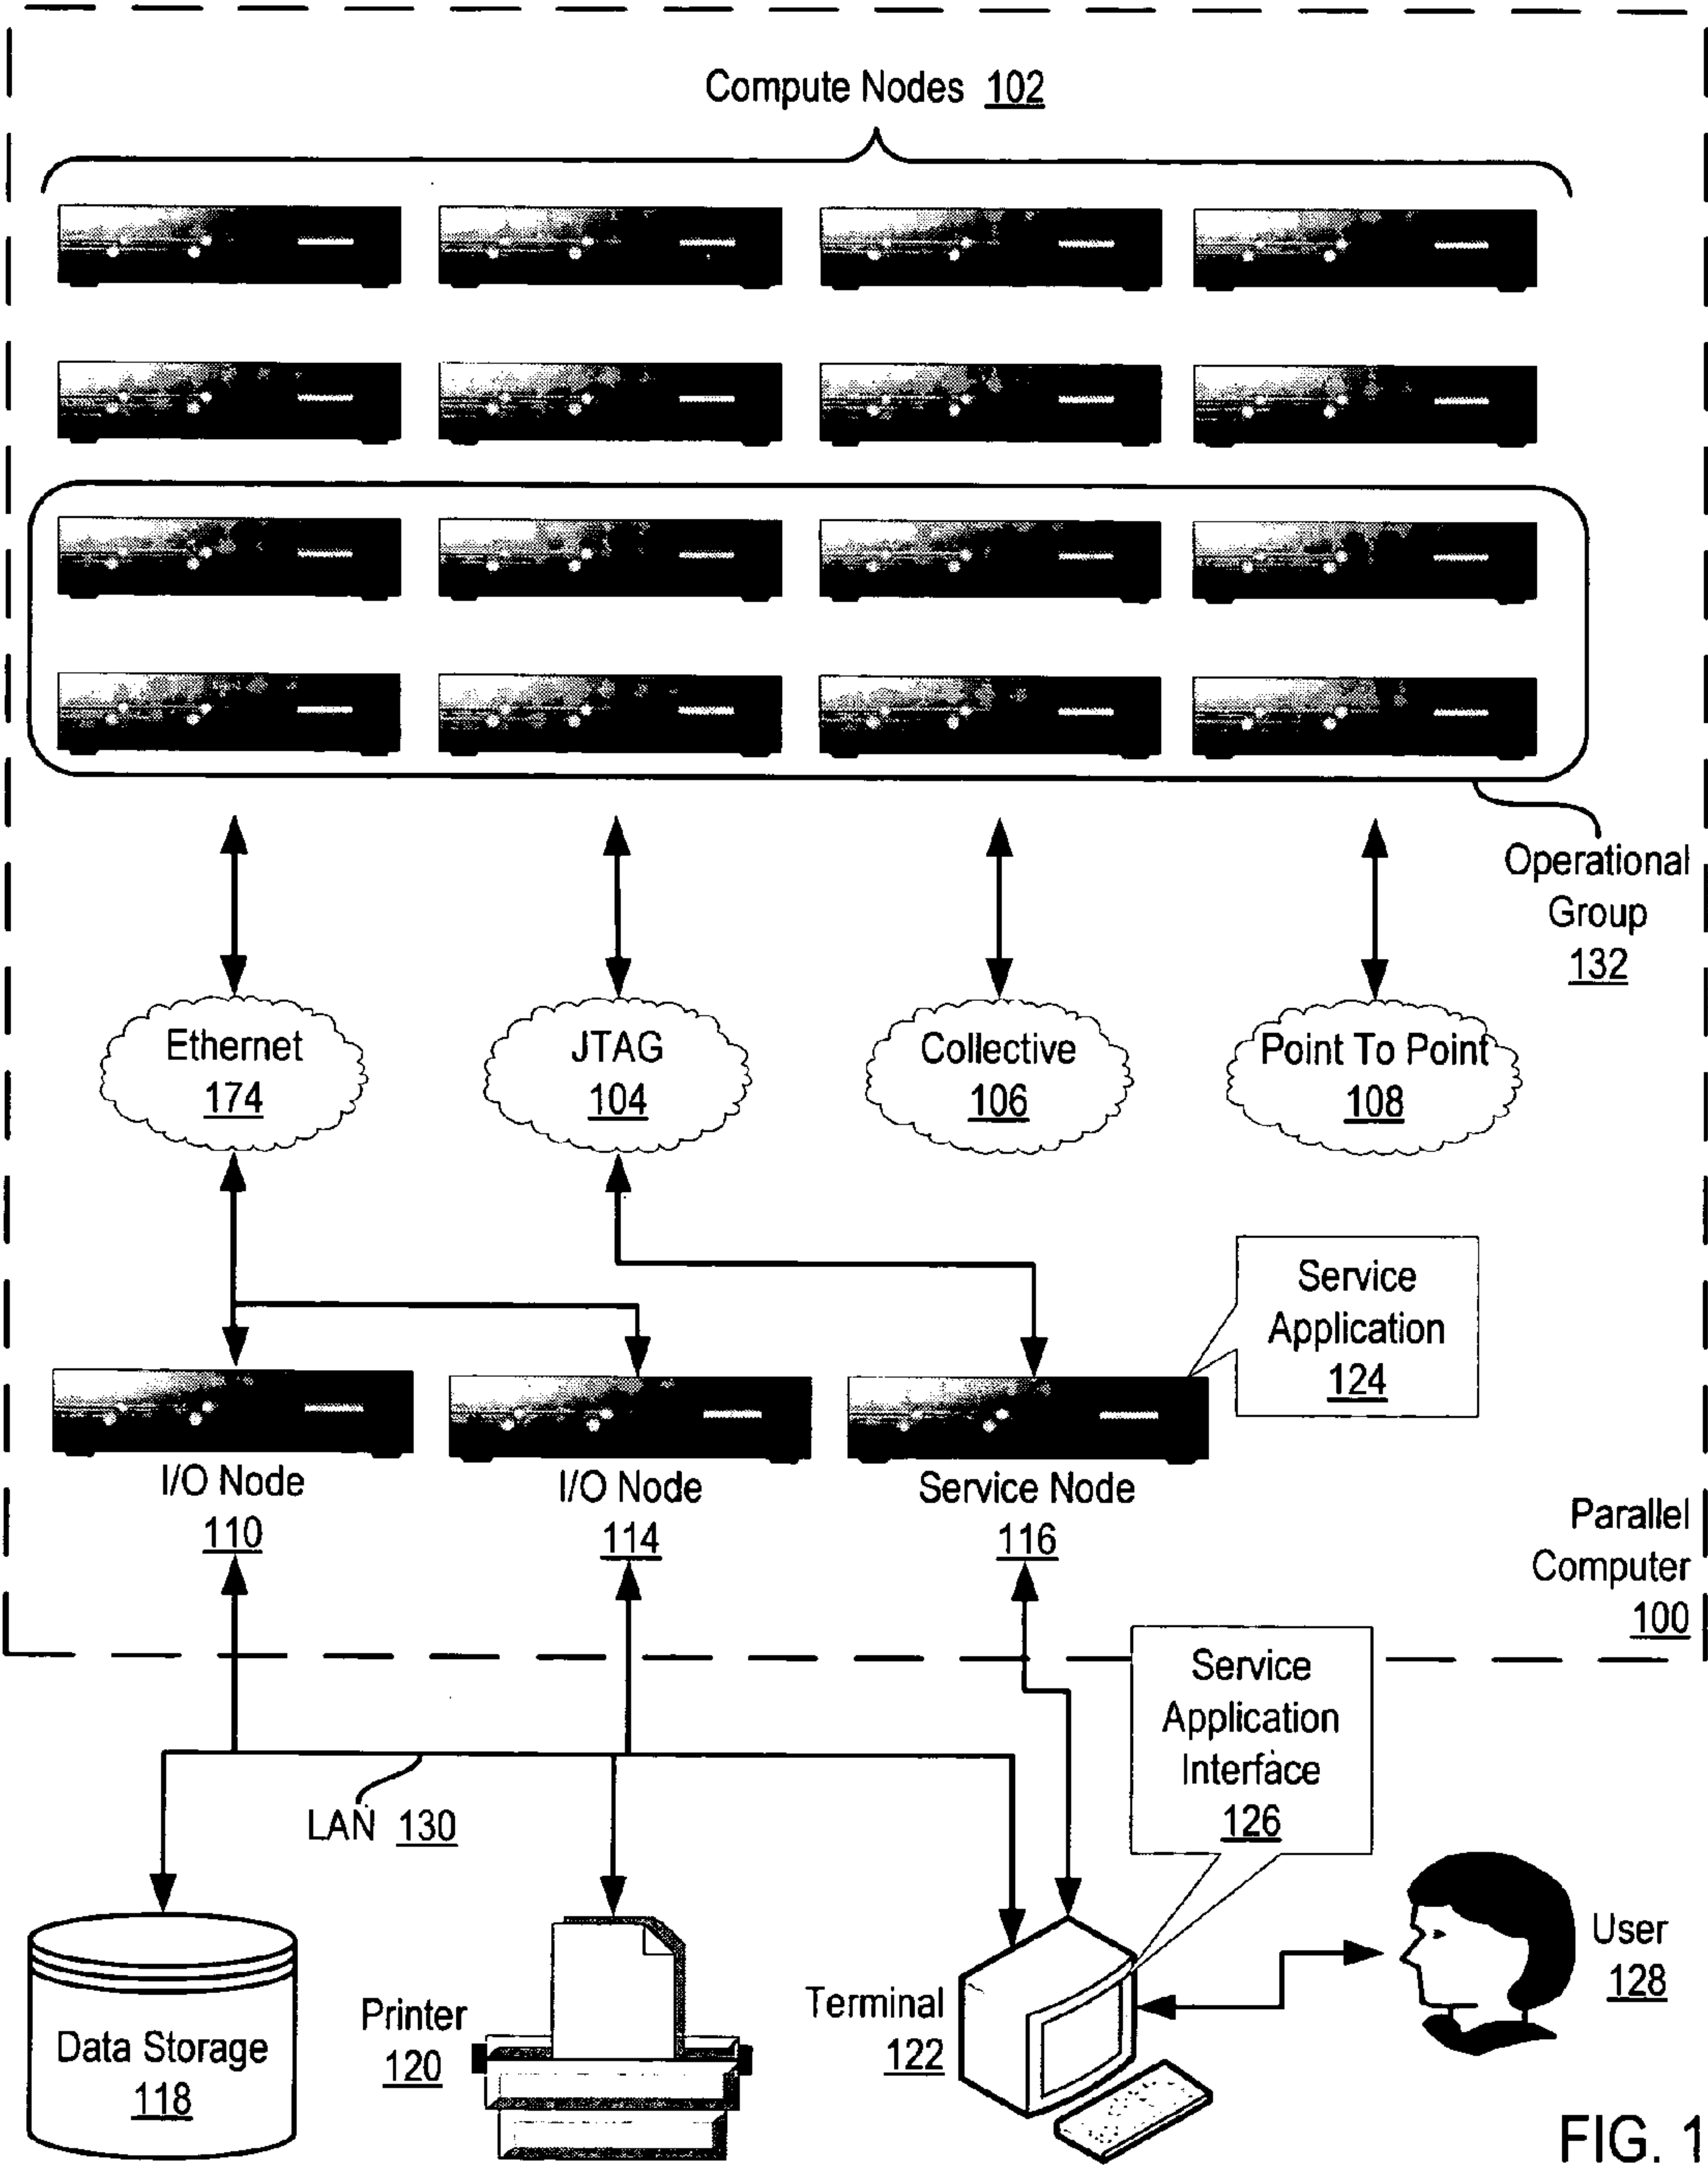 Compute Nodes 102
Operational
Group
132
Ethernet
174
JTAG
104
Collective
106
Point To Point
108
Service
Application
124
I/O Node
110
I/O Node
114
Service Node
116
Parallel
Computer
100
Service
Application
Interface
126
LAN 130
Data Storage
118
Printer
120
Terminal
122
User
128
FIG. 1